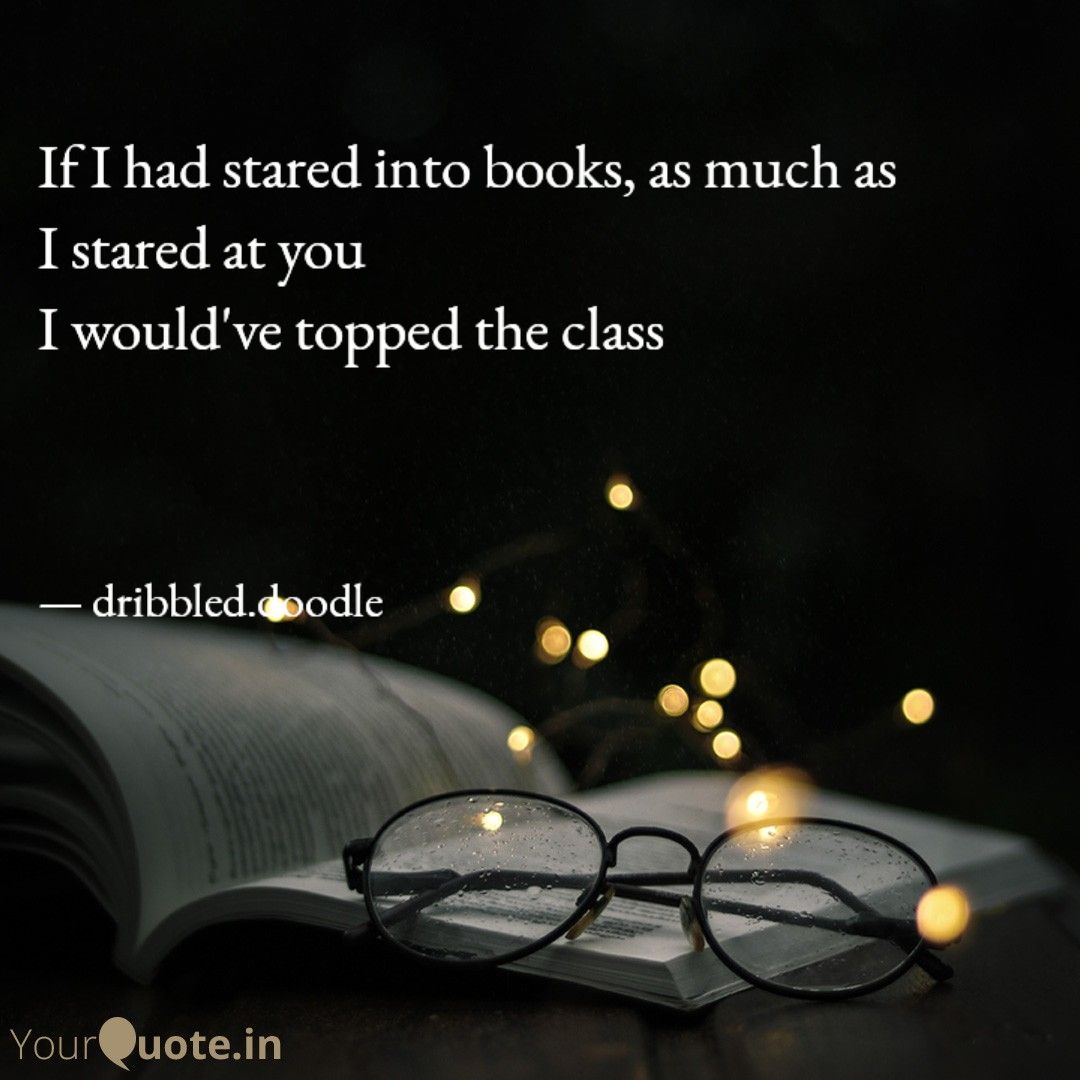 If I had stared into books, as much as
I stared at you
I would've topped the class
— dribbled.doodle
YourQuote.in